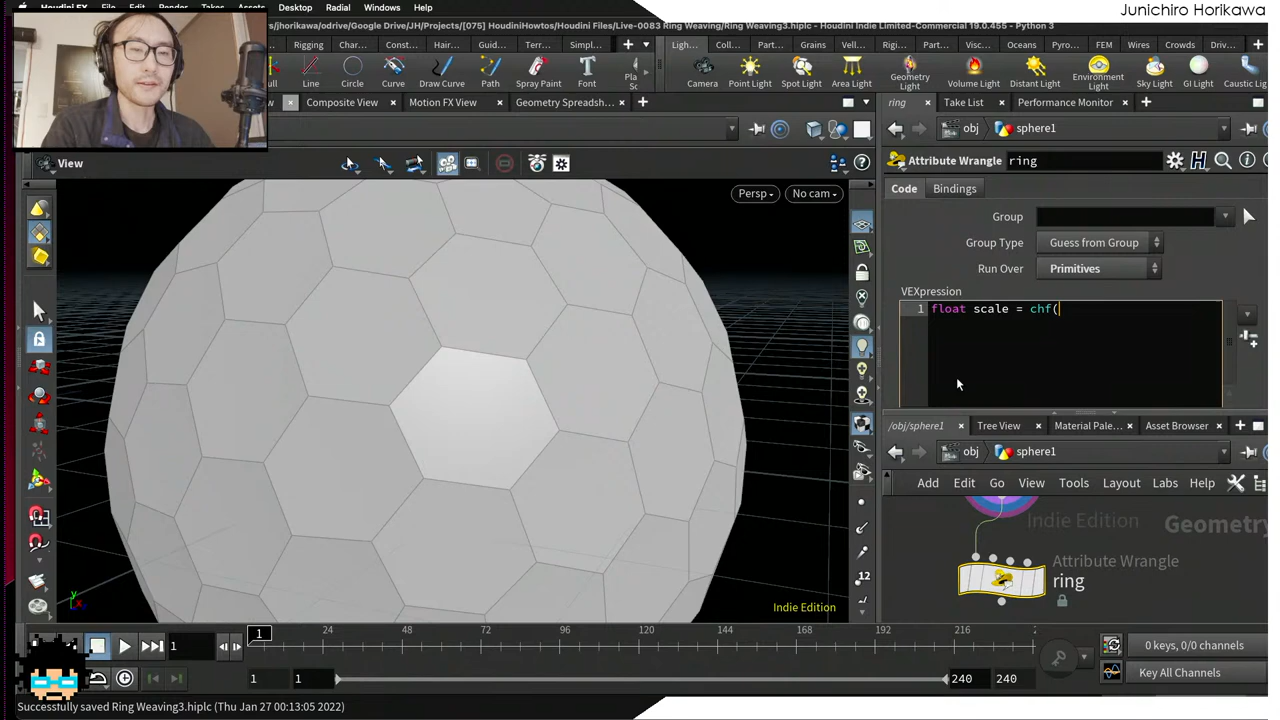 Junichiro Horikawa
Houdini FX File Edit Render Assets Desktop Radial Windows Help
/jhorikawa/odrive/Google Drive/JH/Projects/[075] HoudiniHowtos/Houdini Files/Live-0083 Ring Weaving/Ring Weaving3.hiplc - Houdini Indie Limited-Commercial 19.0.455 - Python 3
Rigging Char... Const... Hair... Guid... Terr... Simpl... Ligh... Coll... Part... Grains Vell... Rigi... Part... Visc... Oceans Pyro... FEM Wires Crowds Driv...
Line Circle Curve Draw Curve Path Spray Paint Font Camera Point Light Spot Light Area Light Geometry Light Volume Light Distant Light Environment Light Sky Light GI Light Caustic Light
Composite View Motion FX View Geometry Spreadsh... ring Take List Performance Monitor
obj sphere1
View
Persp No cam
Attribute Wrangle ring
Code Bindings
Group
Group Type Guess from Group
Run Over Primitives
VEXpression
1 float scale = chf(
/obj/sphere1 Tree View Material Pale... Asset Browser
obj sphere1
Add Edit Go View Tools Layout Labs Help
Indie Edition Geometry
Attribute Wrangle
ring
12
y
x
Indie Edition
1 24 48 72 96 120 144 168 192 216 2
1
0 keys, 0/0 channels
1 1 240 240
Key All Channels
Successfully saved Ring Weaving3.hiplc (Thu Jan 27 00:13:05 2022)